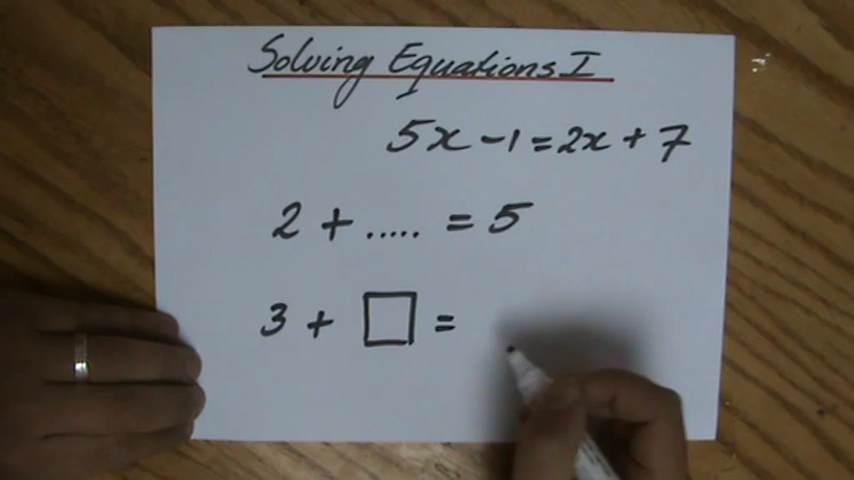 Solving Equations I
5x - 1 = 2x + 7
2 + ..... = 5
3 + □ =